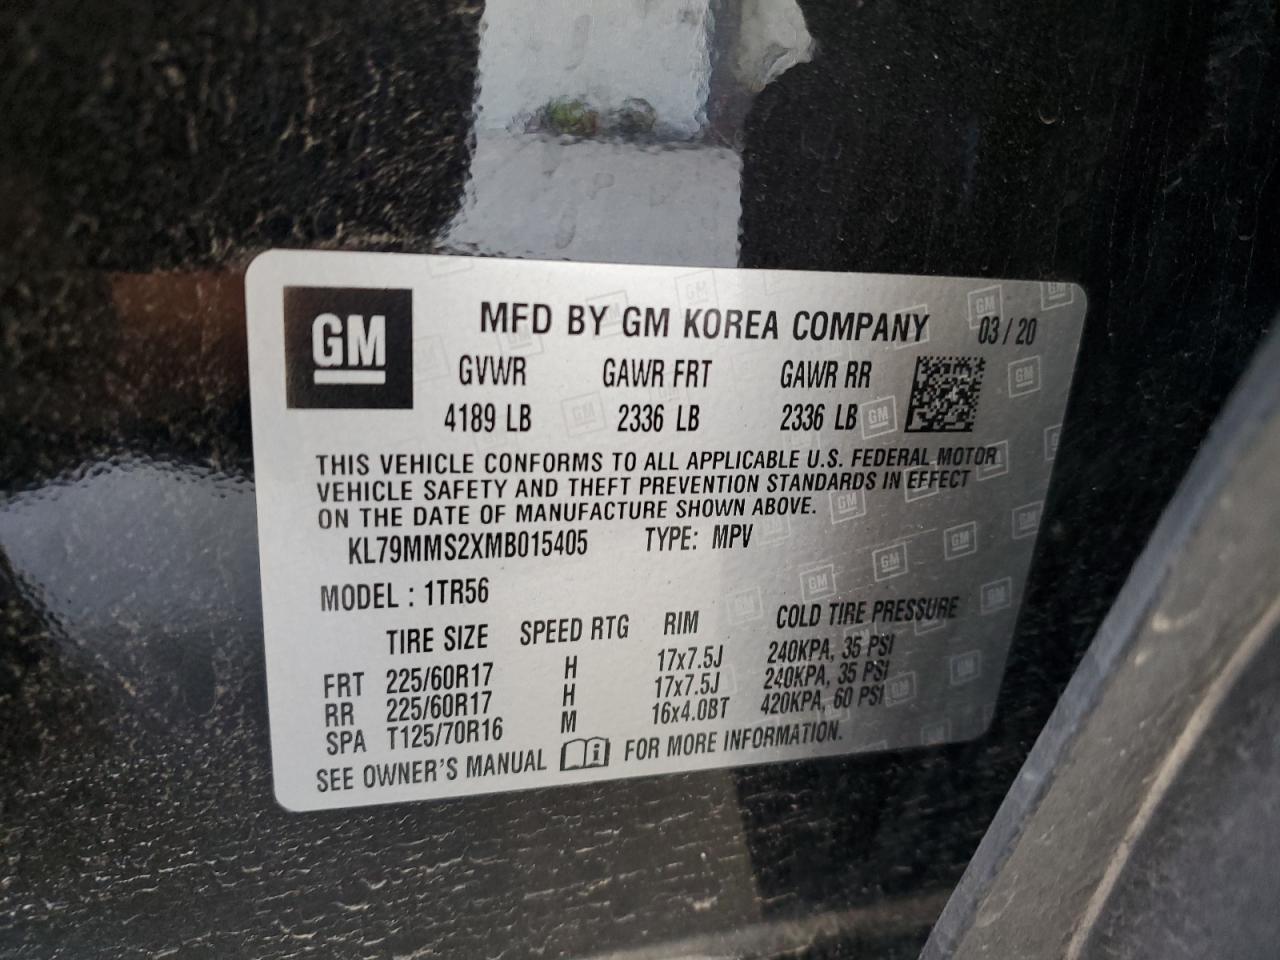 GM
MFD BY GM KOREA COMPANY 03/20
GVWR GAWR FRT GAWR RR
4189 LB 2336 LB 2336 LB
THIS VEHICLE CONFORMS TO ALL APPLICABLE U.S. FEDERAL MOTOR
VEHICLE SAFETY AND THEFT PREVENTION STANDARDS IN EFFECT
ON THE DATE OF MANUFACTURE SHOWN ABOVE.
KL79MMS2XMB015405 TYPE: MPV
MODEL : 1TR56
TIRE SIZE SPEED RTG RIM COLD TIRE PRESSURE
FRT 225/60R17 H 17x7.5J 240KPA, 35 PSI
RR 225/60R17 H 17x7.5J 240KPA, 35 PSI
SPA T125/70R16 M 16x4.0BT 420KPA, 60 PSI
SEE OWNER'S MANUAL i FOR MORE INFORMATION.